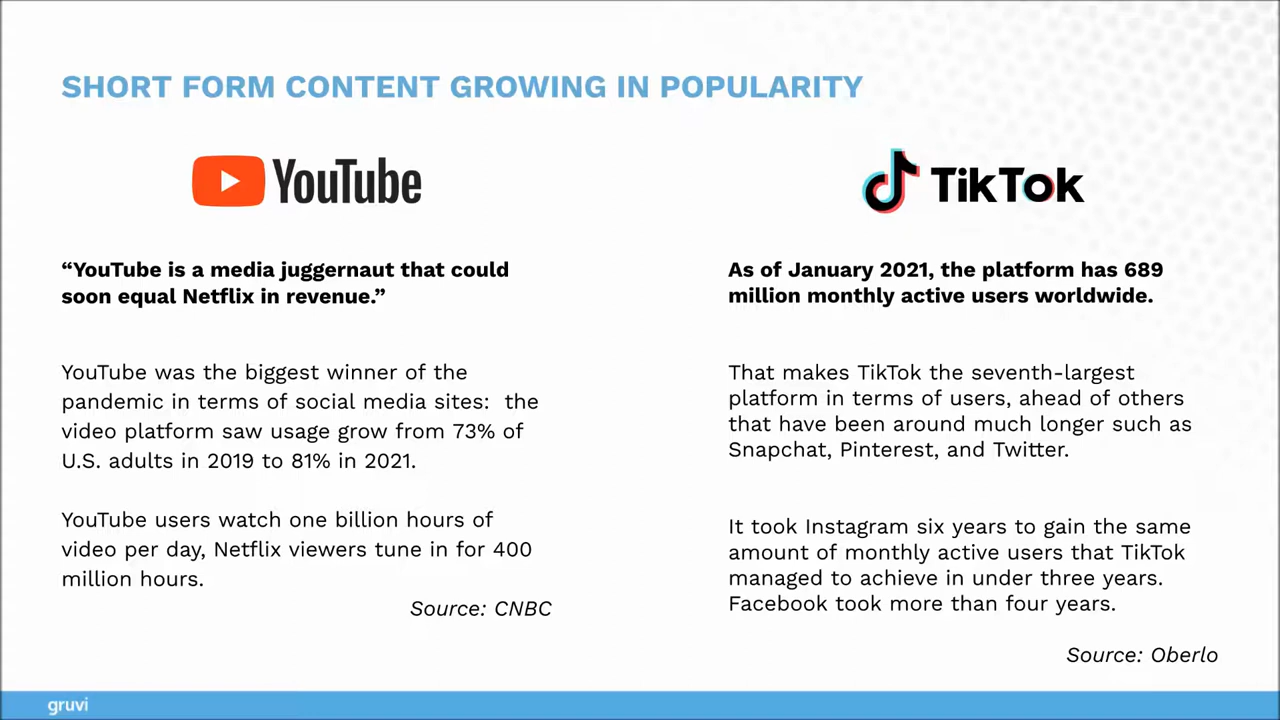 SHORT FORM CONTENT GROWING IN POPULARITY
YouTube
“YouTube is a media juggernaut that could
soon equal Netflix in revenue.”
YouTube was the biggest winner of the
pandemic in terms of social media sites:  the
video platform saw usage grow from 73% of
U.S. adults in 2019 to 81% in 2021.
YouTube users watch one billion hours of
video per day, Netflix viewers tune in for 400
million hours.
Source: CNBC
TikTok
As of January 2021, the platform has 689
million monthly active users worldwide.
That makes TikTok the seventh-largest
platform in terms of users, ahead of others
that have been around much longer such as
Snapchat, Pinterest, and Twitter.
It took Instagram six years to gain the same
amount of monthly active users that TikTok
managed to achieve in under three years.
Facebook took more than four years.
Source: Oberlo
gruvi